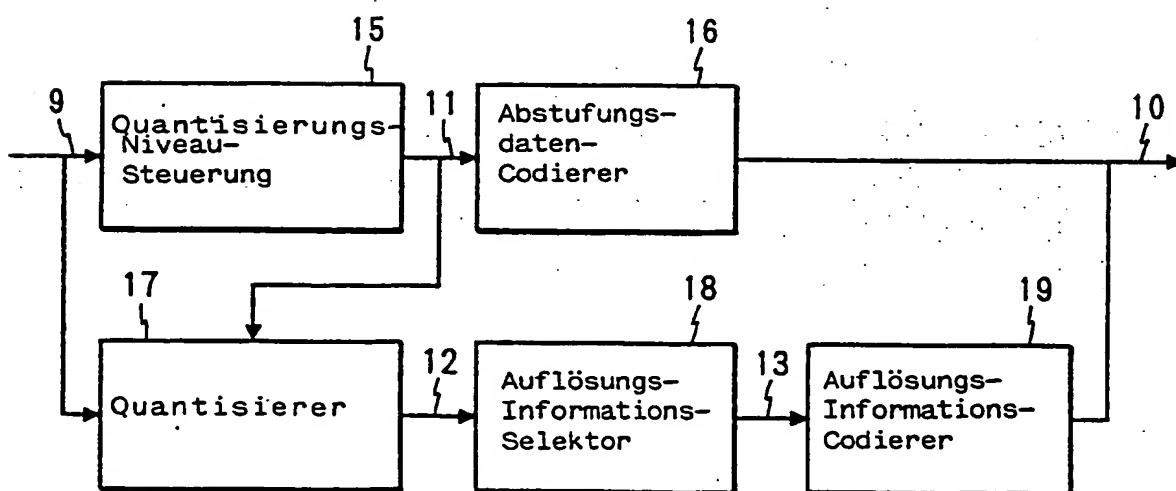 15
16
9
Quantisierungs-
Niveau-
Steuerung
11
Abstufungs-
daten-
Codierer
10
17
18
19
Quantisierer
12
Auflösungs-
Informations-
Selektor
13
Auflösungs-
Informations-
Codierer